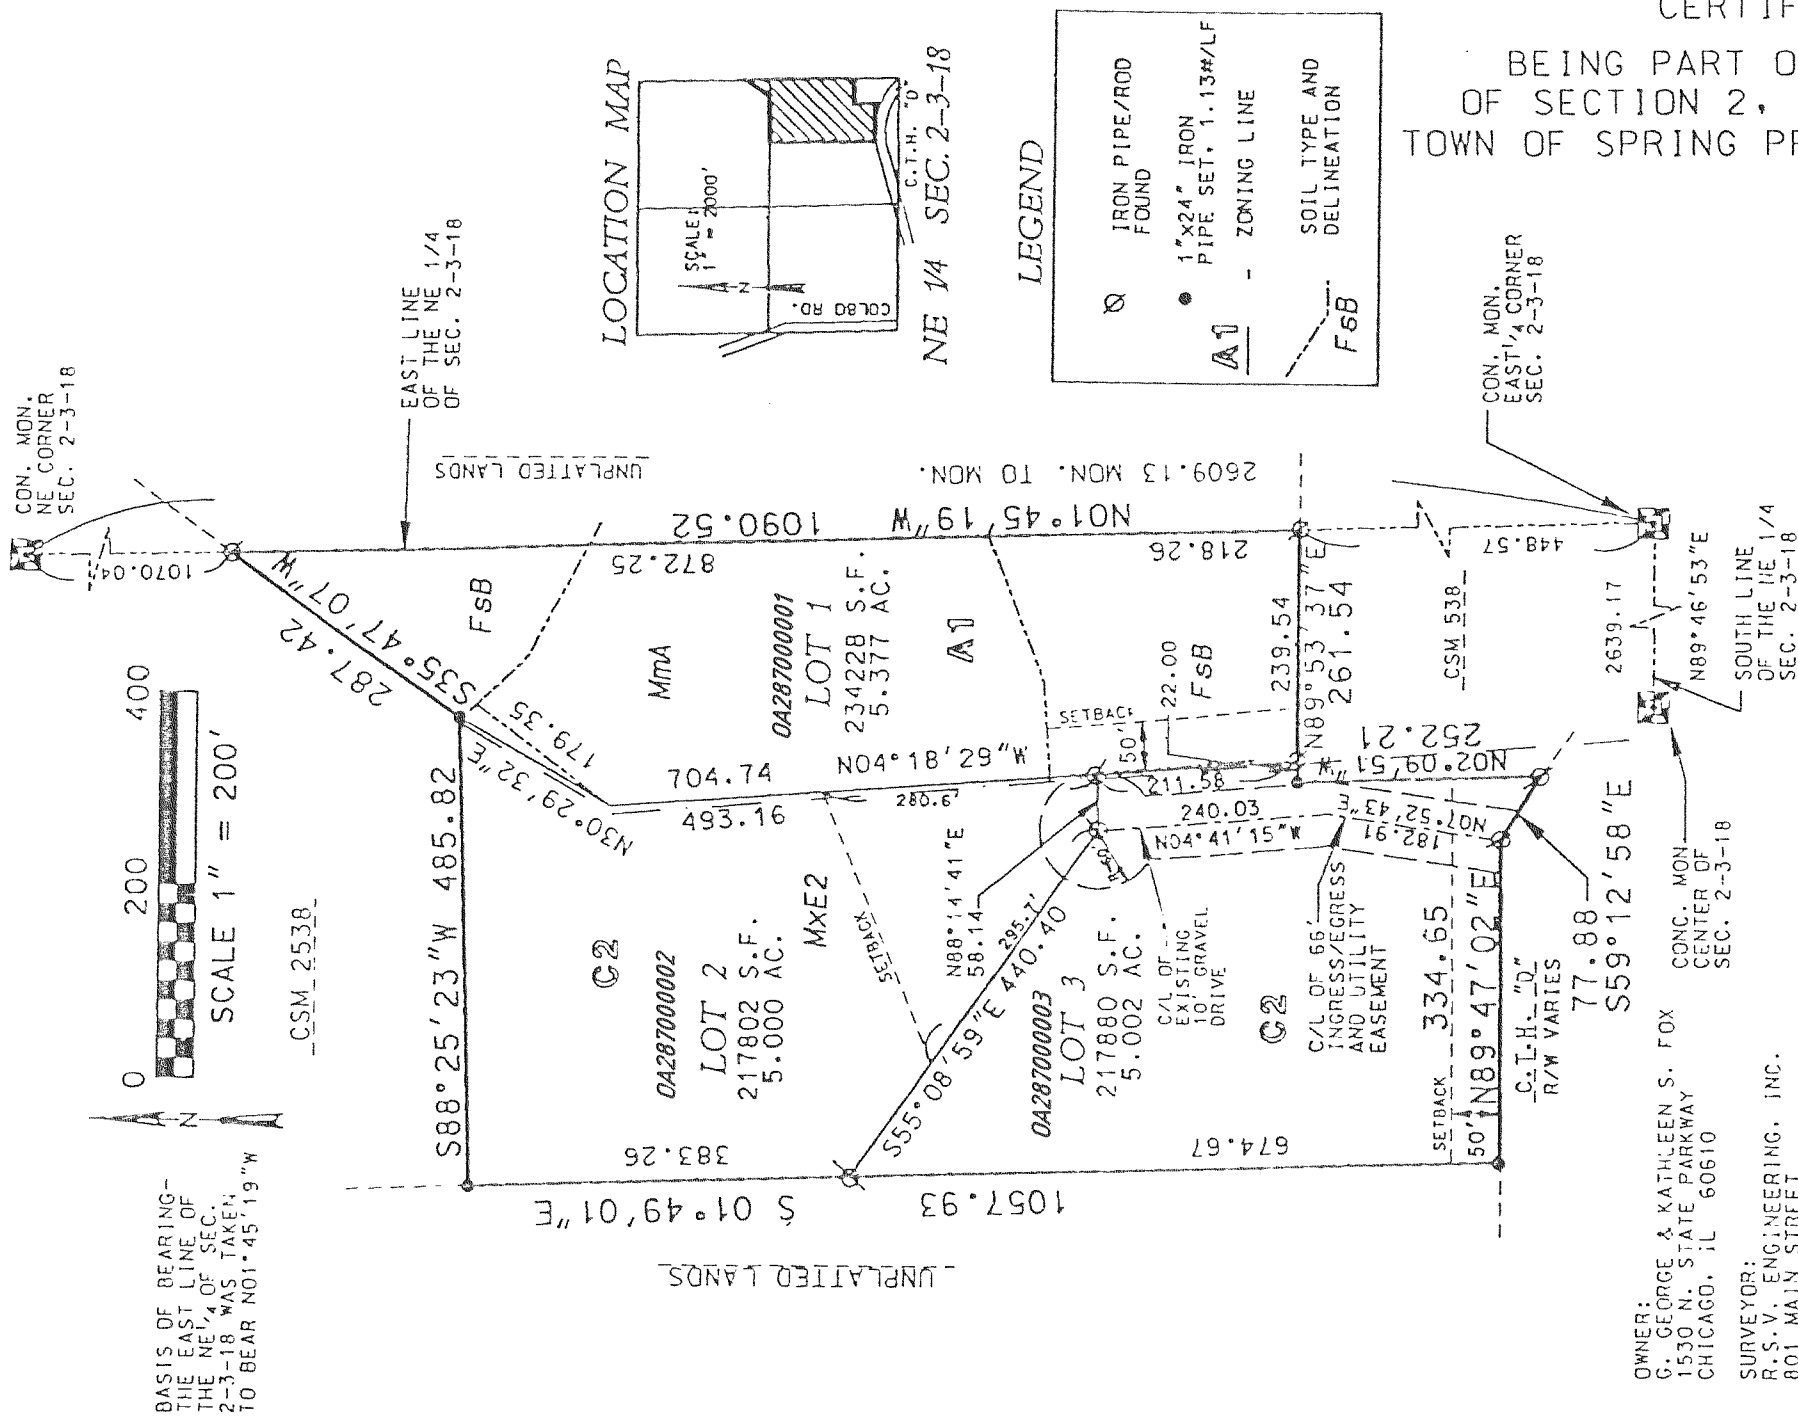 CERTIF
BEING PART O
OF SECTION 2,
TOWN OF SPRING PR
LOCATION MAP
SCALE:
1" = 2000'
N
COLBO RD.
C.T.H. "D"
NE 1/4 SEC. 2-3-18
LEGEND
IRON PIPE/ROD
FOUND
1"x24" IRON
PIPE SET, 1.13#/LF
A1 - ZONING LINE
SOIL TYPE AND
DELINEATION
FsB
CON. MON.
NE CORNER
SEC. 2-3-18
1070.04
EAST LINE
OF THE NE 1/4
OF SEC. 2-3-18
UNPLATTED LANDS
2609.13 MON. TO MON.
N01°45'19"W
1090.52
872.25
218.26
CON. MON.
EAST 1/4 CORNER
SEC. 2-3-18
448.57
CSM 538
2639.17
N89°46'53"E
SOUTH LINE
OF THE NE 1/4
SEC. 2-3-18
CONC. MON.
CENTER OF
SEC. 2-3-18
0 200 400
SCALE 1" = 200'
N
CSM 2538
BASIS OF BEARING-
THE EAST LINE OF
THE NE 1/4 OF SEC.
2-3-18 WAS TAKEN
TO BEAR N01°45'19"W
287.42
S35°47'07"W
S88°25'23"W 485.82
179.35
N30°29'32"E
FsB
MmA
0A28700001
LOT 1
234228 S.F.
5.377 AC.
A1
FsB
704.74
N04°18'29"W
493.16
280.6'
SETBACK
50'
22.00
239.54
N89°53'37"E
261.54
211.58
252.21
N02°09'51"W
240.03
N04°41'15"W
N07°52'43"E
182.91
C2
0A28700002
LOT 2
217802 S.F.
5.000 AC.
MxE2
SETBACK
N88°14'41"E
58.14
295.7'
S55°08'59"E 440.40
0A28700003
LOT 3
217880 S.F.
5.002 AC.
C/L OF
EXISTING
10' GRAVEL
DRIVE
C2
C/L OF 66'
INGRESS/EGRESS
AND UTILITY
EASEMENT
SETBACK
50'
334.65
N89°47'02"E
C.T.H. "D"
R/W VARIES
77.88
S59°12'58"E
383.26
674.67
S 01°49'01"E
1057.93
UNPLATTED LANDS
OWNER:
G. GEORGE & KATHLEEN S. FOX
1530 N. STATE PARKWAY
CHICAGO, IL 60610
SURVEYOR:
R.S.V. ENGINEERING, INC.
801 MAIN STREET